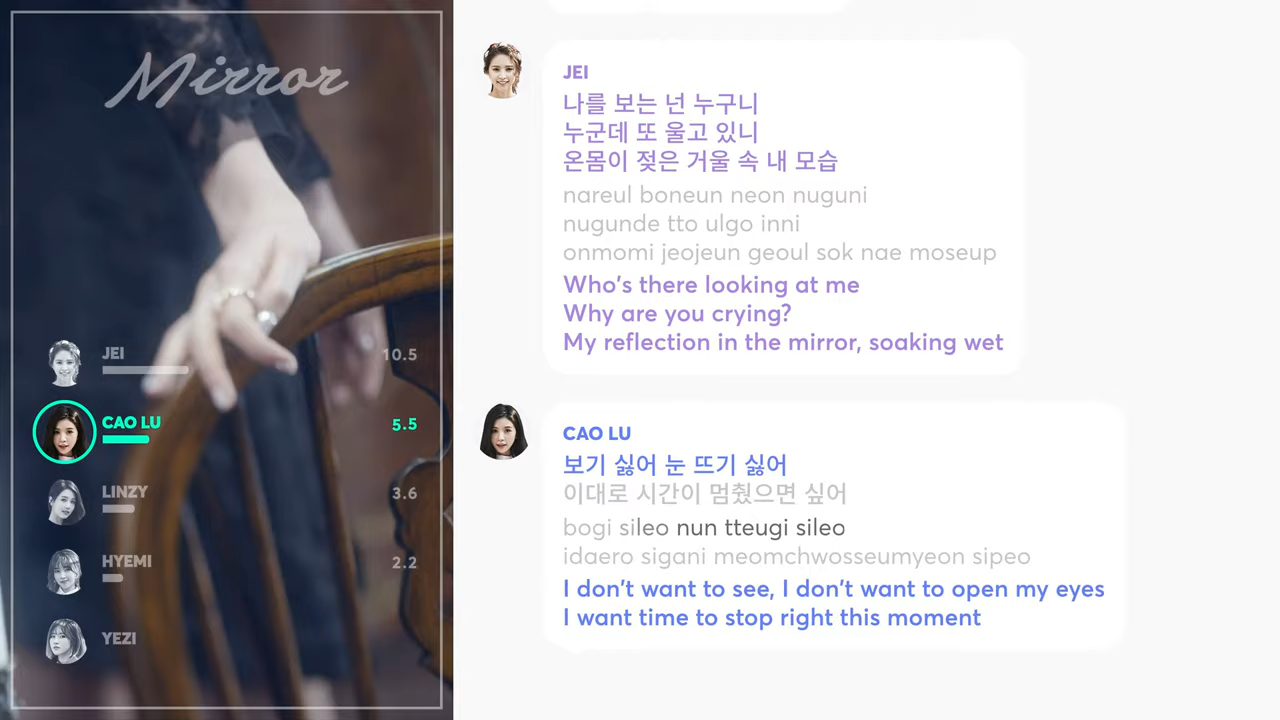 Mirror
JEI
10.5
CAO LU
5.5
LINZY
3.6
HYEMI
2.2
YEZI
JEI
나를 보는 넌 누구니
누군데 또 울고 있니
온몸이 젖은 거울 속 내 모습
nareul boneun neon nuguni
nugunde tto ulgo inni
onmomi jeojeun geoul sok nae moseup
Who's there looking at me
Why are you crying?
My reflection in the mirror, soaking wet
CAO LU
보기 싫어 눈 뜨기 싫어
이대로 시간이 멈췄으면 싶어
bogi sileo nun tteugi sileo
idaero sigani meomchwosseumyeon sipeo
I don't want to see, I don't want to open my eyes
I want time to stop right this moment